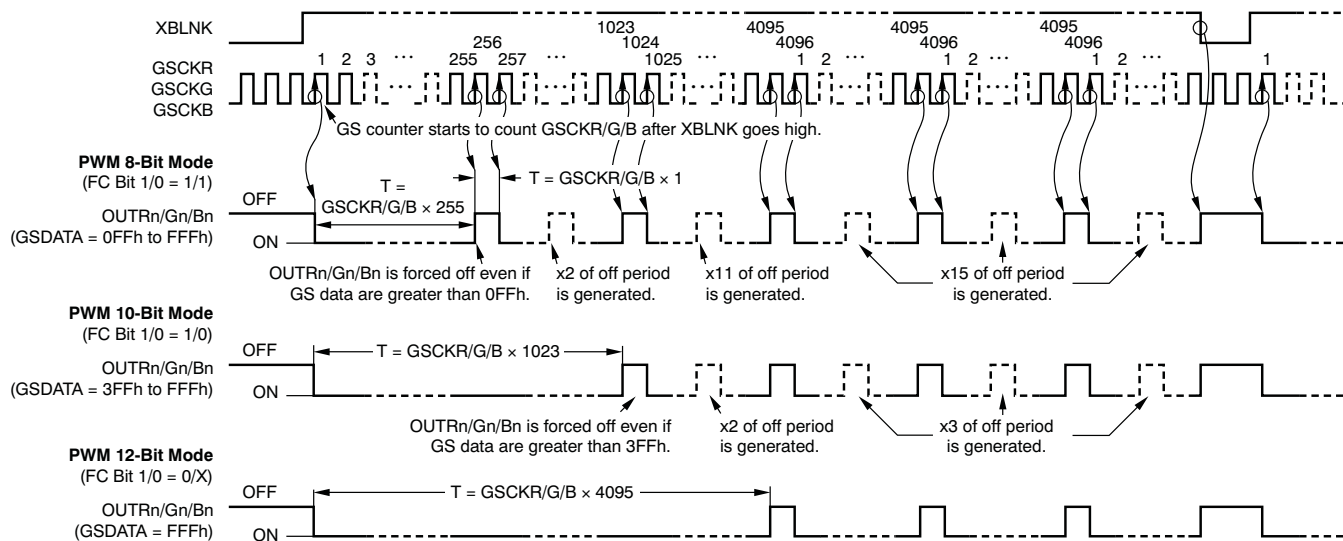 XBLNK
1023 4095 4095 4095
256 1024 4096 4096 4096
GSCKR
GSCKG
GSCKB
1 2 3 ... 255 257 ... 1025 ... 1 2 ... 1 2 ... 1 2 ... 1
... ... ... ... ... ...
GS counter starts to count GSCKR/G/B after XBLNK goes high.
PWM 8-Bit Mode
(FC Bit 1/0 = 1/1)
T =
GSCKR/G/B × 255
T = GSCKR/G/B × 1
OFF
OUTRn/Gn/Bn
(GSDATA = 0FFh to FFFh)
ON
OUTRn/Gn/Bn is forced off even if
GS data are greater than 0FFh.
x2 of off period
is generated.
x11 of off period
is generated.
x15 of off period
is generated.
PWM 10-Bit Mode
(FC Bit 1/0 = 1/0)
OFF
T = GSCKR/G/B × 1023
OUTRn/Gn/Bn
(GSDATA = 3FFh to FFFh)
ON
OUTRn/Gn/Bn is forced off even if
GS data are greater than 3FFh.
x2 of off period
is generated.
x3 of off period
is generated.
PWM 12-Bit Mode
(FC Bit 1/0 = 0/X)
OFF
T = GSCKR/G/B × 4095
OUTRn/Gn/Bn
(GSDATA = FFFh)
ON